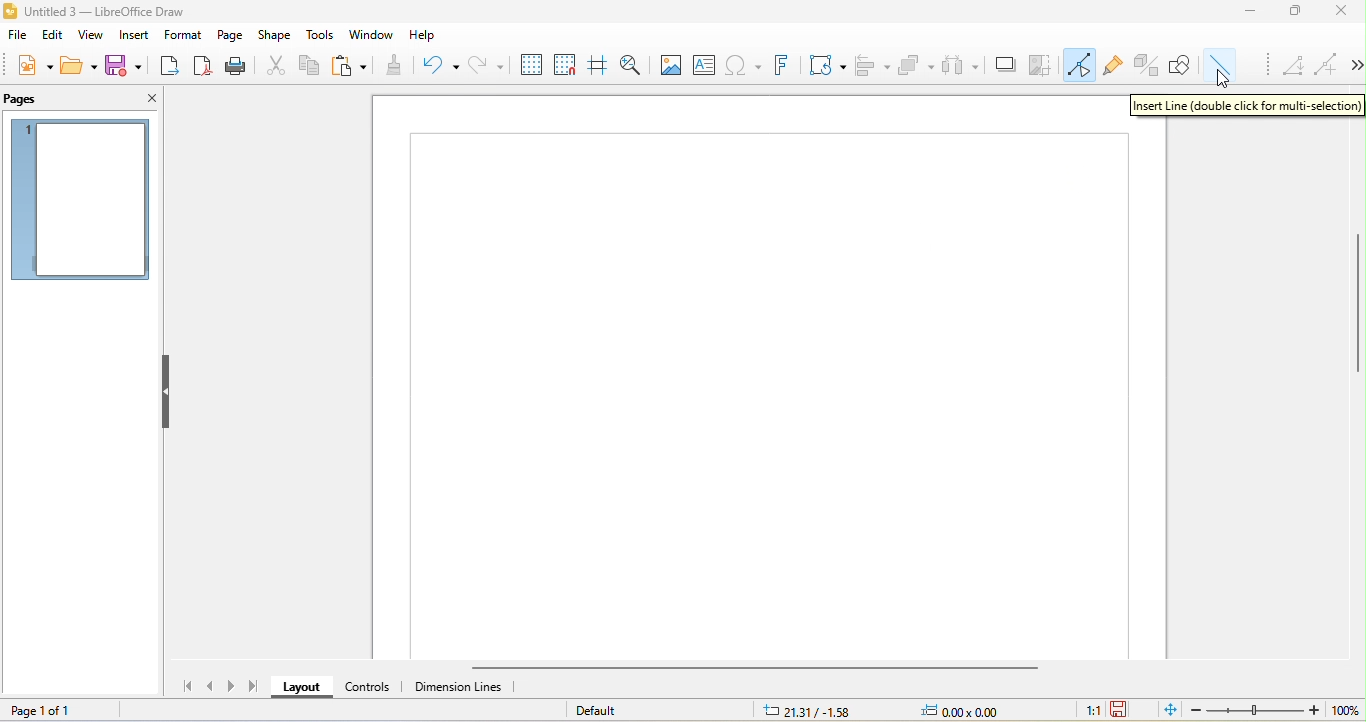 Untitled 3 — LibreOffice Draw
File Edit View Insert Format Page Shape Tools Window Help
Insert Line (double click for multi-selection)
Pages
1
Layout Controls Dimension Lines
Page 1 of 1 Default 21.31 / -1.58 0.00 x 0.00 1:1 100%